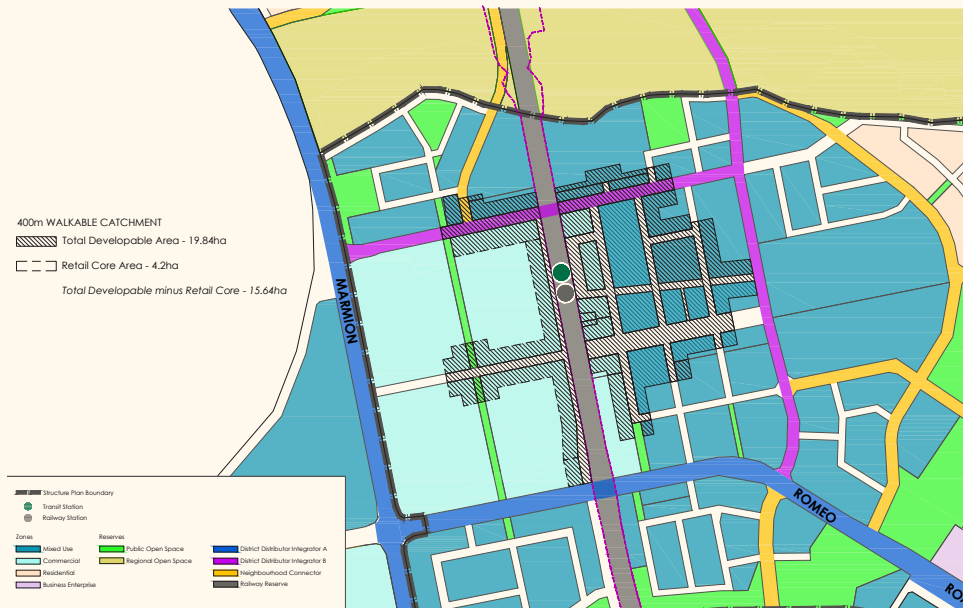 400m WALKABLE CATCHMENT
Total Developable Area - 19.84ha
Retail Core Area - 4.2ha
Total Developable minus Retail Core - 15.64ha
MARMION
ROMEO
RO
Structure Plan Boundary
Transit Station
Railway Station
Zones
Mixed Use
Commercial
Residential
Business Enterprise
Reserves
Public Open Space
Regional Open Space
District Distributor Integrator A
District Distributor Integrator B
Neighbourhood Connector
Railway Reserve